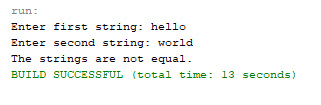 run:
Enter first string: hello
Enter second string: world
The strings are not equal.
BUILD SUCCESSFUL (total time: 13 seconds)